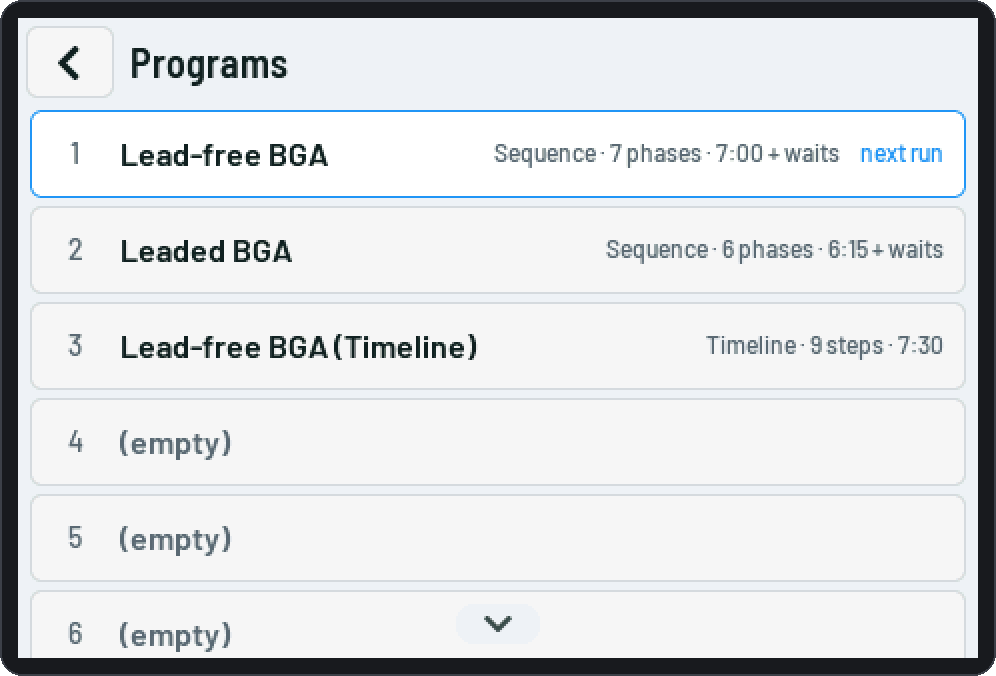 Programs
1 Lead-free BGA Sequence · 7 phases · 7:00 + waits next run
2 Leaded BGA Sequence · 6 phases · 6:15 + waits
3 Lead-free BGA (Timeline) Timeline · 9 steps · 7:30
4 (empty)
5 (empty)
6 (empty)